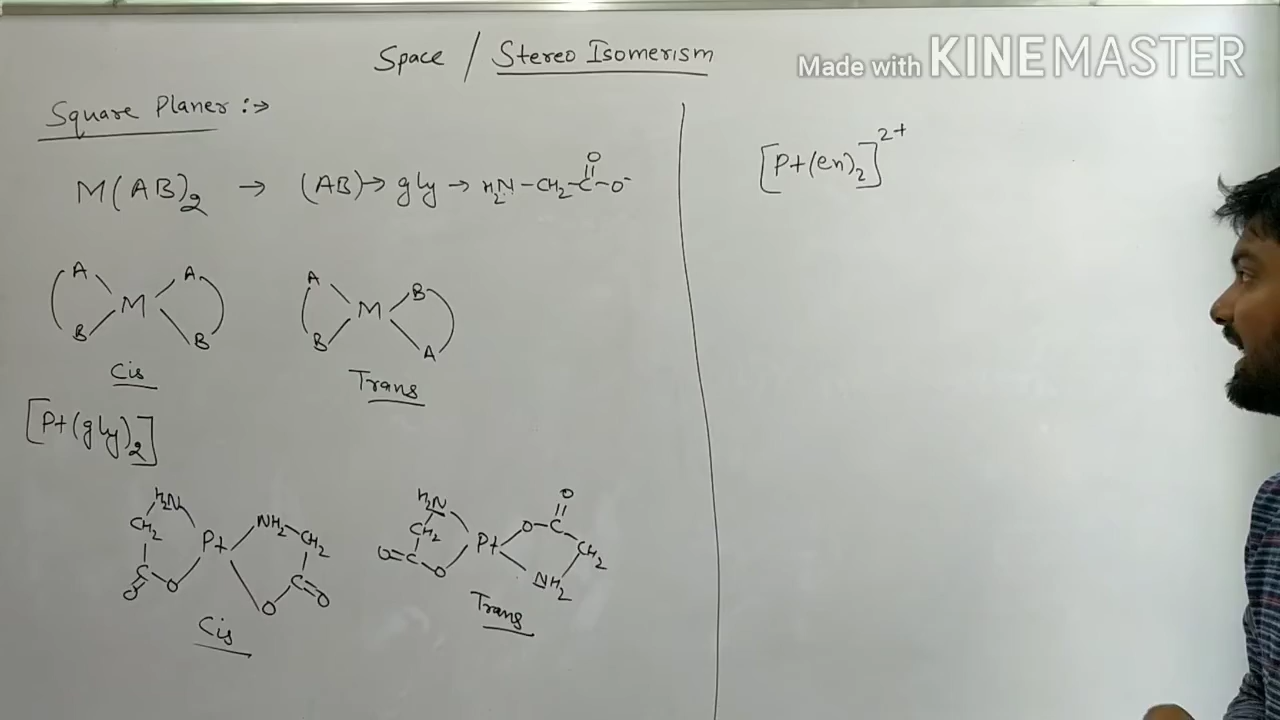 Space / Stereo Isomerism
Made with KINEMASTER
Square Planer :→
M(AB)₂ → (AB) → gly → H₂N-CH₂-C-O⁻
O
A A
M
B B
Cis
A B
M
B A
Trans
[Pt(gly)₂]
H₂N NH₂
CH₂ Pt CH₂
C C
O O O O
Cis
H₂N O
CH₂ Pt O-C
O=C CH₂
O NH₂
Trans
[Pt(en)₂]²⁺